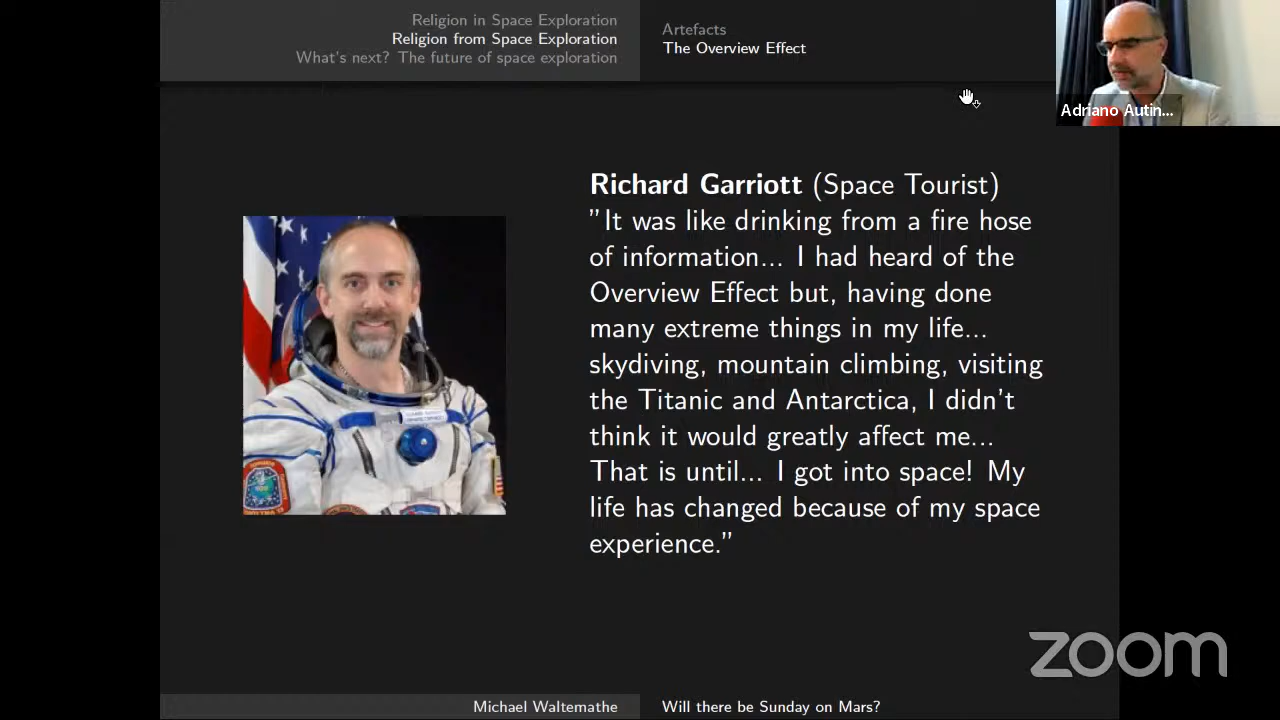 Religion in Space Exploration
Religion from Space Exploration
What's next? The future of space exploration
Artefacts
The Overview Effect
Adriano Autin...
Richard Garriott (Space Tourist)
"It was like drinking from a fire hose
of information... I had heard of the
Overview Effect but, having done
many extreme things in my life...
skydiving, mountain climbing, visiting
the Titanic and Antarctica, I didn't
think it would greatly affect me...
That is until... I got into space! My
life has changed because of my space
experience."
zoom
Michael Waltemathe
Will there be Sunday on Mars?